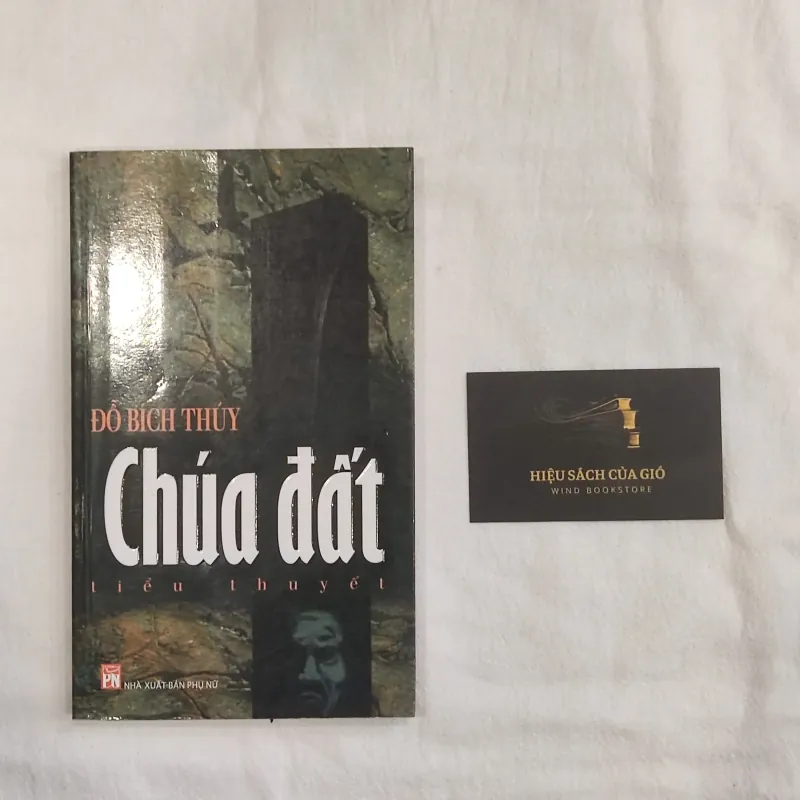 ĐỖ BÍCH THÚY
Chúa đất
tiểu thuyết
PN
NHÀ XUẤT BẢN PHỤ NỮ
HIỆU SÁCH CỦA GIÓ
WIND BOOKSTORE